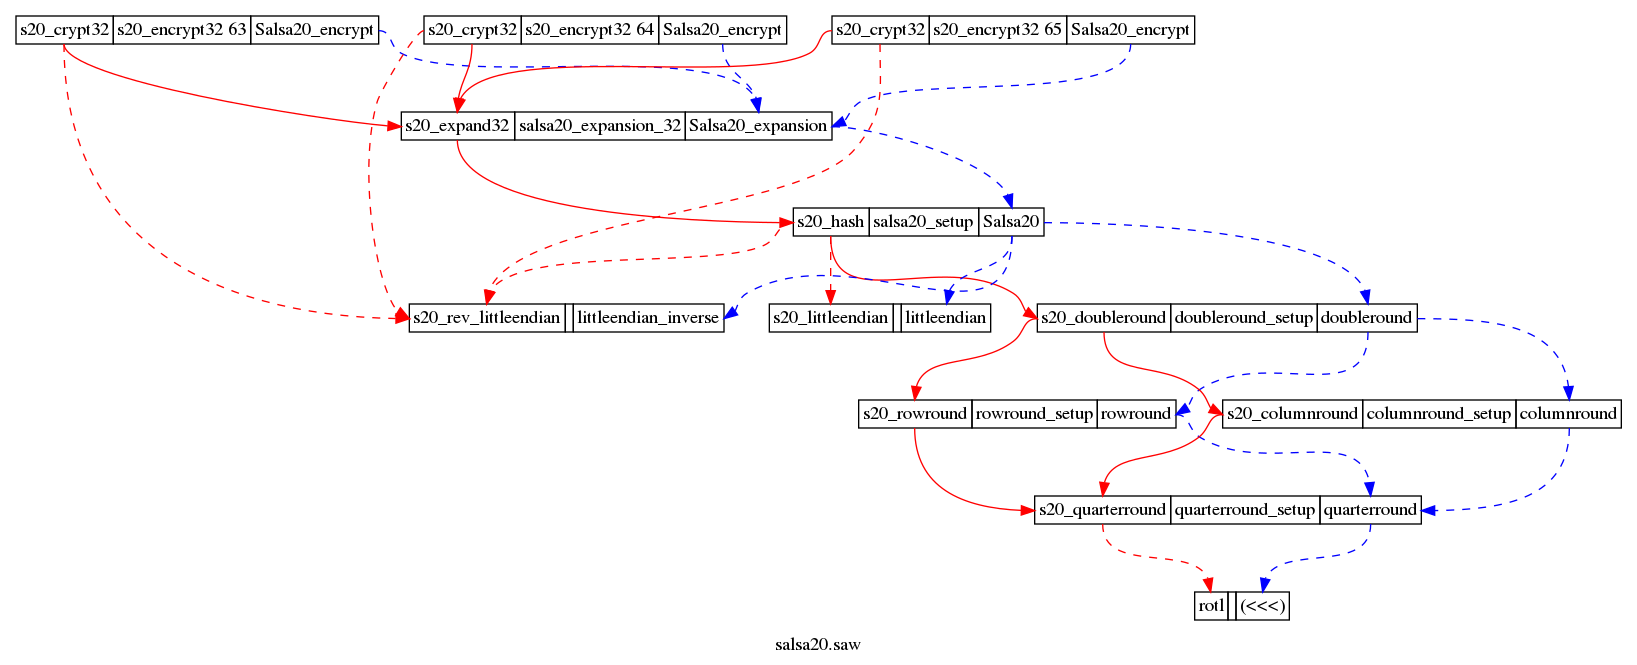 s20_crypt32 s20_encrypt32 63 Salsa20_encrypt s20_crypt32 s20_encrypt32 64 Salsa20_encrypt s20_crypt32 s20_encrypt32 65 Salsa20_encrypt
s20_expand32 salsa20_expansion_32 Salsa20_expansion
s20_hash salsa20_setup Salsa20
s20_rev_littleendian littleendian_inverse s20_littleendian littleendian s20_doubleround doubleround_setup doubleround
s20_rowround rowround_setup rowround s20_columnround columnround_setup columnround
s20_quarterround quarterround_setup quarterround
rotl (<<<)
salsa20.saw